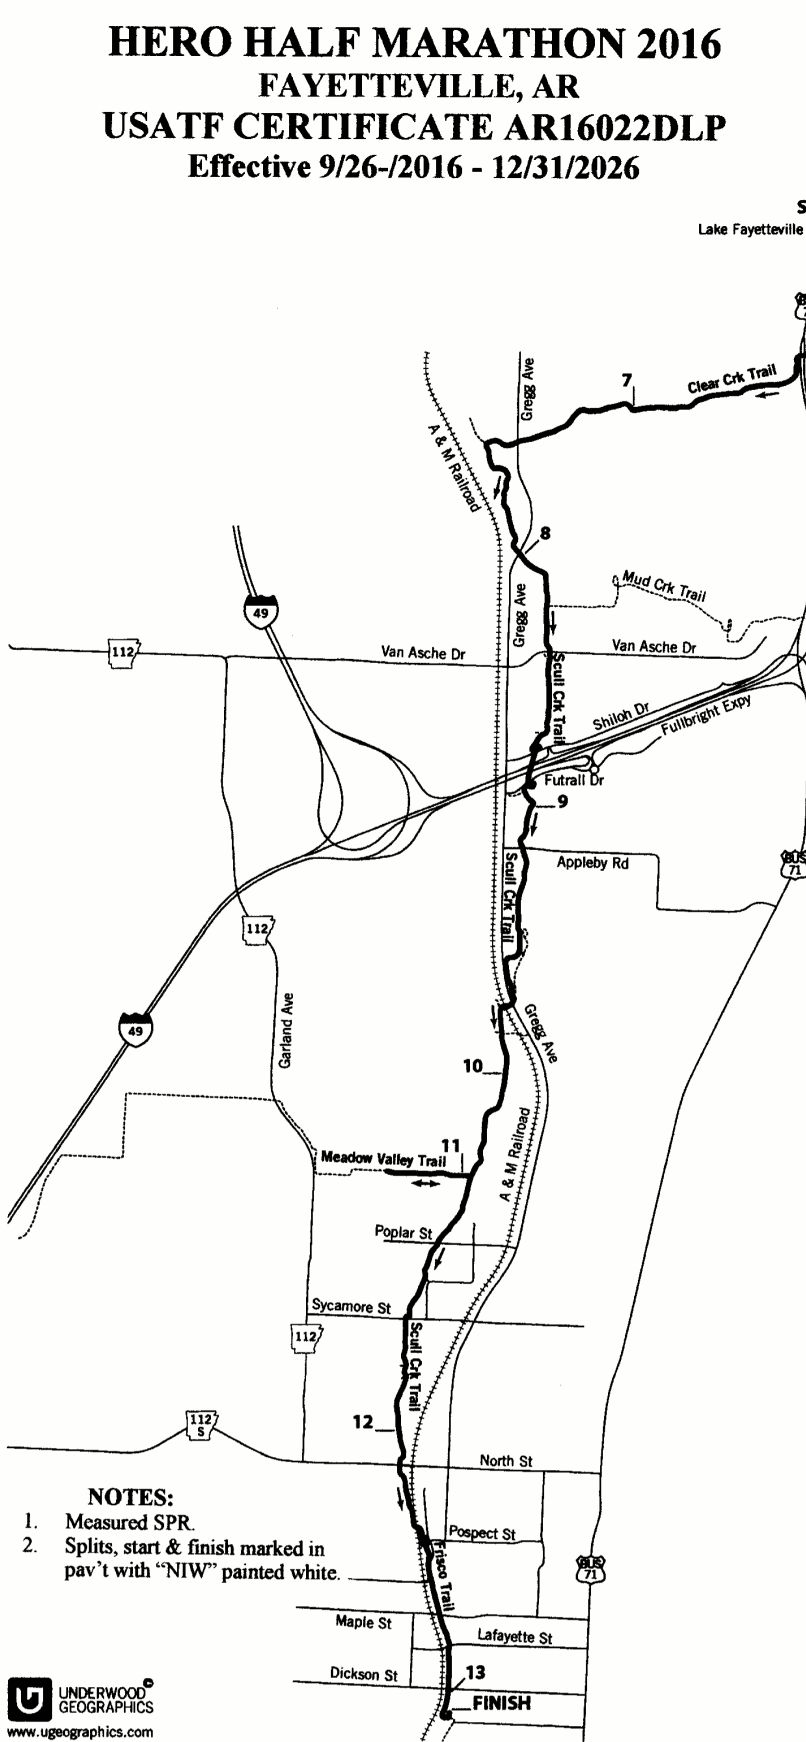 HERO HALF MARATHON 2016
FAYETTEVILLE, AR
USATF CERTIFICATE AR16022DLP
Effective 9/26-/2016 - 12/31/2026
S
Lake Fayetteville
Gregg Ave
7
Clear Crk Trail
A & M Railroad
8
49
Mud Crk Trail
Gregg Ave
112
Van Asche Dr
Van Asche Dr
Scull Crk Trail
Shiloh Dr
Fullbright Expy
Futrall Dr
9
Appleby Rd
BUS
71
Scull Crk Trail
112
49
Garland Ave
Gregg Ave
10
A & M Railroad
11
Meadow Valley Trail
Poplar St
Sycamore St
112
Scull Crk Trail
12
112
S
North St
NOTES:
1. Measured SPR.
2. Splits, start & finish marked in
pav't with "NIW" painted white.
Pospect St
Frisco Trail
BUS
71
Maple St
Lafayette St
Dickson St
13
FINISH
UNDERWOOD©
GEOGRAPHICS
www.ugeographics.com